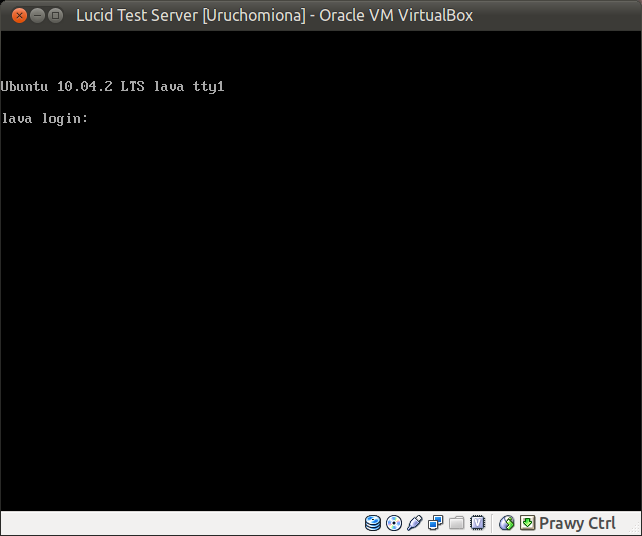 Lucid Test Server [Uruchomiona] - Oracle VM VirtualBox
Ubuntu 10.04.2 LTS lava tty1
lava login:
Prawy Ctrl